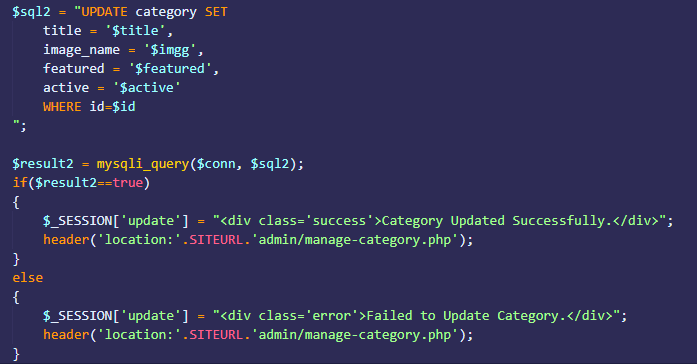 $sql2 = "UPDATE category SET
title = '$title',
image_name = '$imgg',
featured = '$featured',
active = '$active'
WHERE id=$id
";
$result2 = mysqli_query($conn, $sql2);
if($result2==true)
{
$_SESSION['update'] = "<div class='success'>Category Updated Successfully.</div>";
header('location:'.SITEURL.'admin/manage-category.php');
}
else
{
$_SESSION['update'] = "<div class='error'>Failed to Update Category.</div>";
header('location:'.SITEURL.'admin/manage-category.php');
}